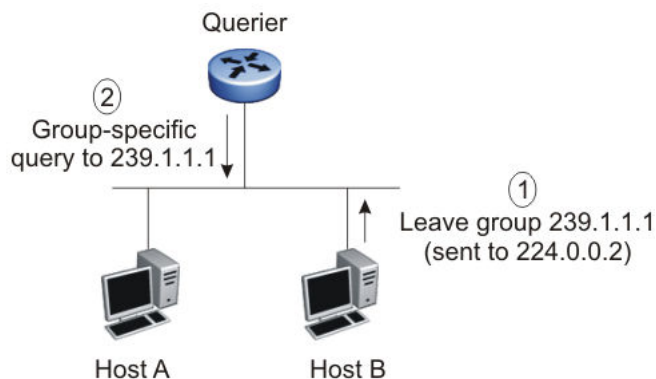 Querier
2
Group-specific
query to 239.1.1.1
1
Leave group 239.1.1.1
(sent to 224.0.0.2)
Host A
Host B